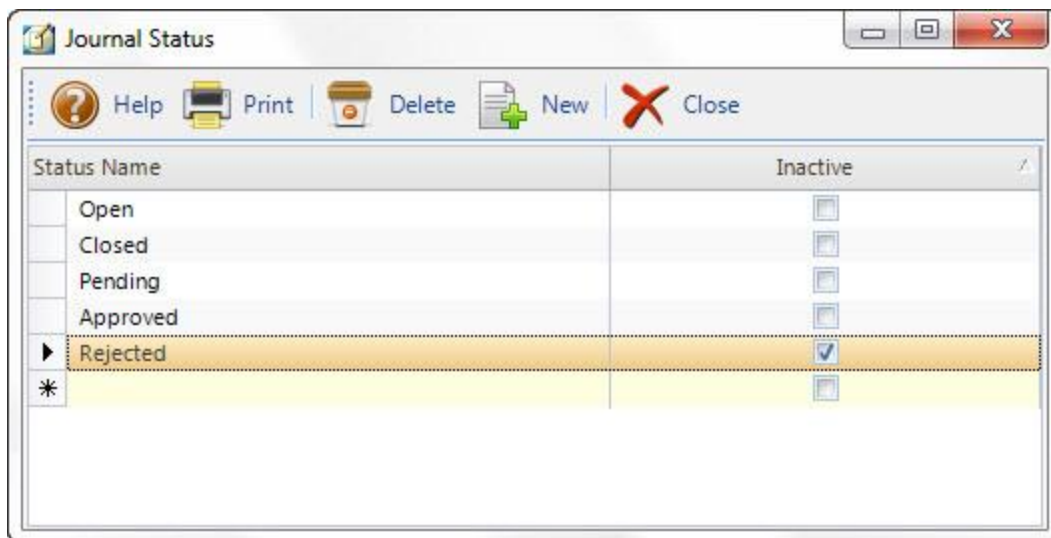 Journal Status
Help Print Delete New Close
Status Name Inactive
Open
Closed
Pending
Approved
Rejected